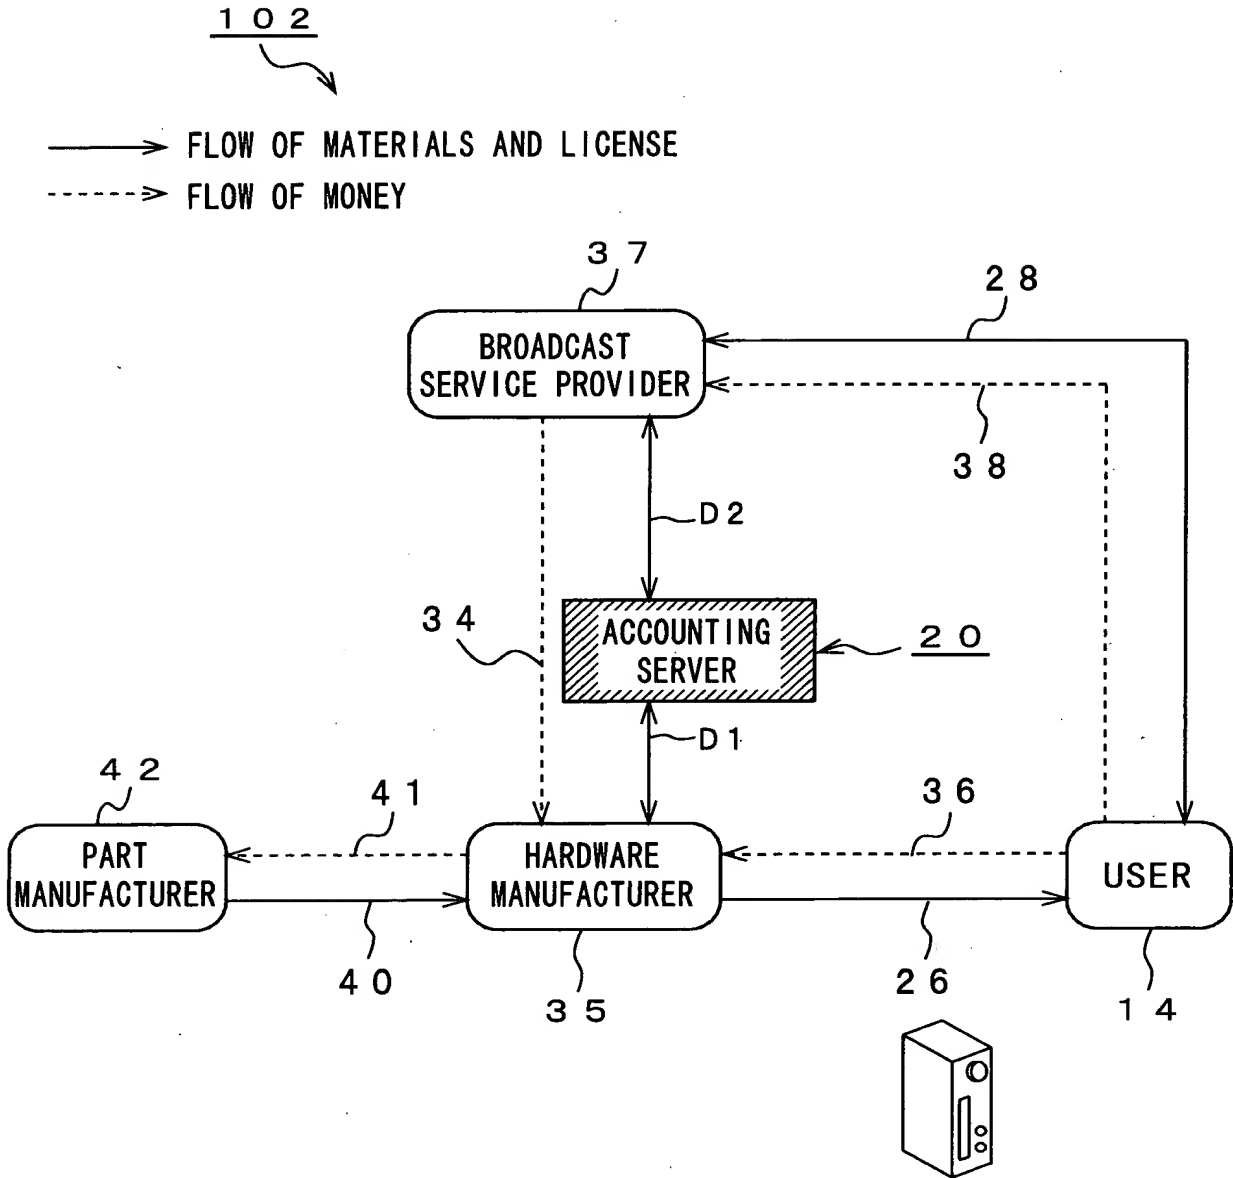 102
FLOW OF MATERIALS AND LICENSE
FLOW OF MONEY
37
28
BROADCAST
SERVICE PROVIDER
38
D2
34
ACCOUNTING
SERVER
20
D1
42
41
36
PART
MANUFACTURER
HARDWARE
MANUFACTURER
USER
40
35
26
14